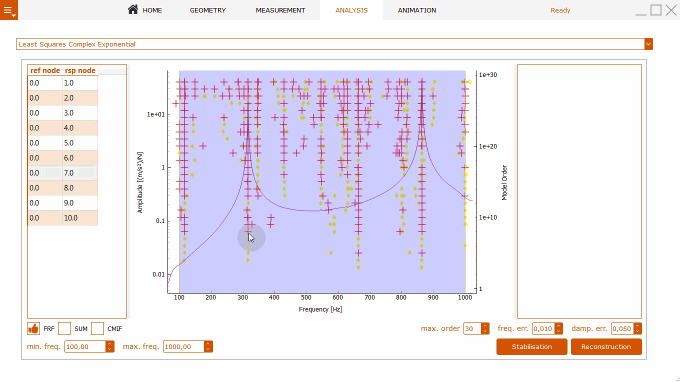 HOME GEOMETRY MEASUREMENT ANALYSIS ANIMATION Ready
Least Squares Complex Exponential
ref node rsp node
0.0 1.0
0.0 2.0
0.0 3.0
0.0 4.0
0.0 5.0
0.0 6.0
0.0 7.0
0.0 8.0
0.0 9.0
0.0 10.0
Amplitude [(m/s²)/N]
1e+01
1
0.1
0.01
1e+30
1e+20
1e+10
1
Model Order
100 200 300 400 500 600 700 800 900 1000
Frequency [Hz]
FRF SUM CMIF
max. order 30 freq. err. 0,010 damp. err. 0,050
min. freq. 100,00 max. freq. 1000,00
Stabilisation Reconstruction